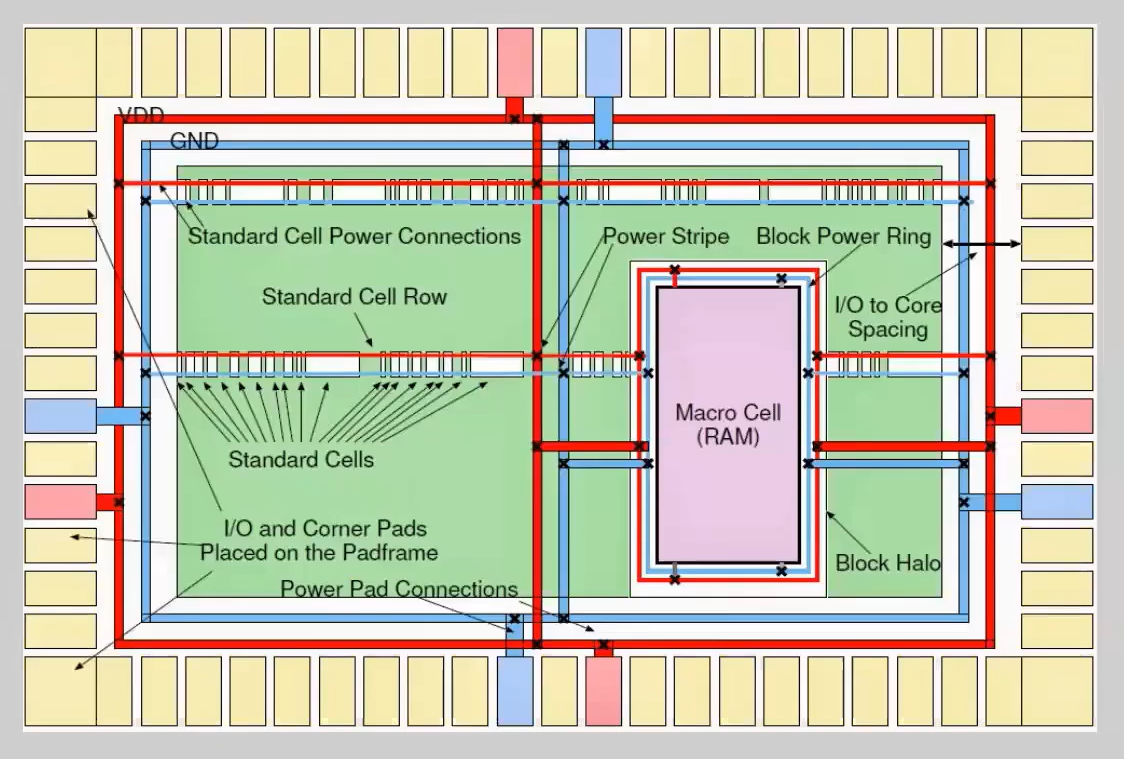 VDD
GND
Standard Cell Power Connections
Power Stripe
Block Power Ring
Standard Cell Row
I/O to Core
Spacing
Macro Cell
(RAM)
Standard Cells
I/O and Corner Pads
Placed on the Padframe
Block Halo
Power Pad Connections